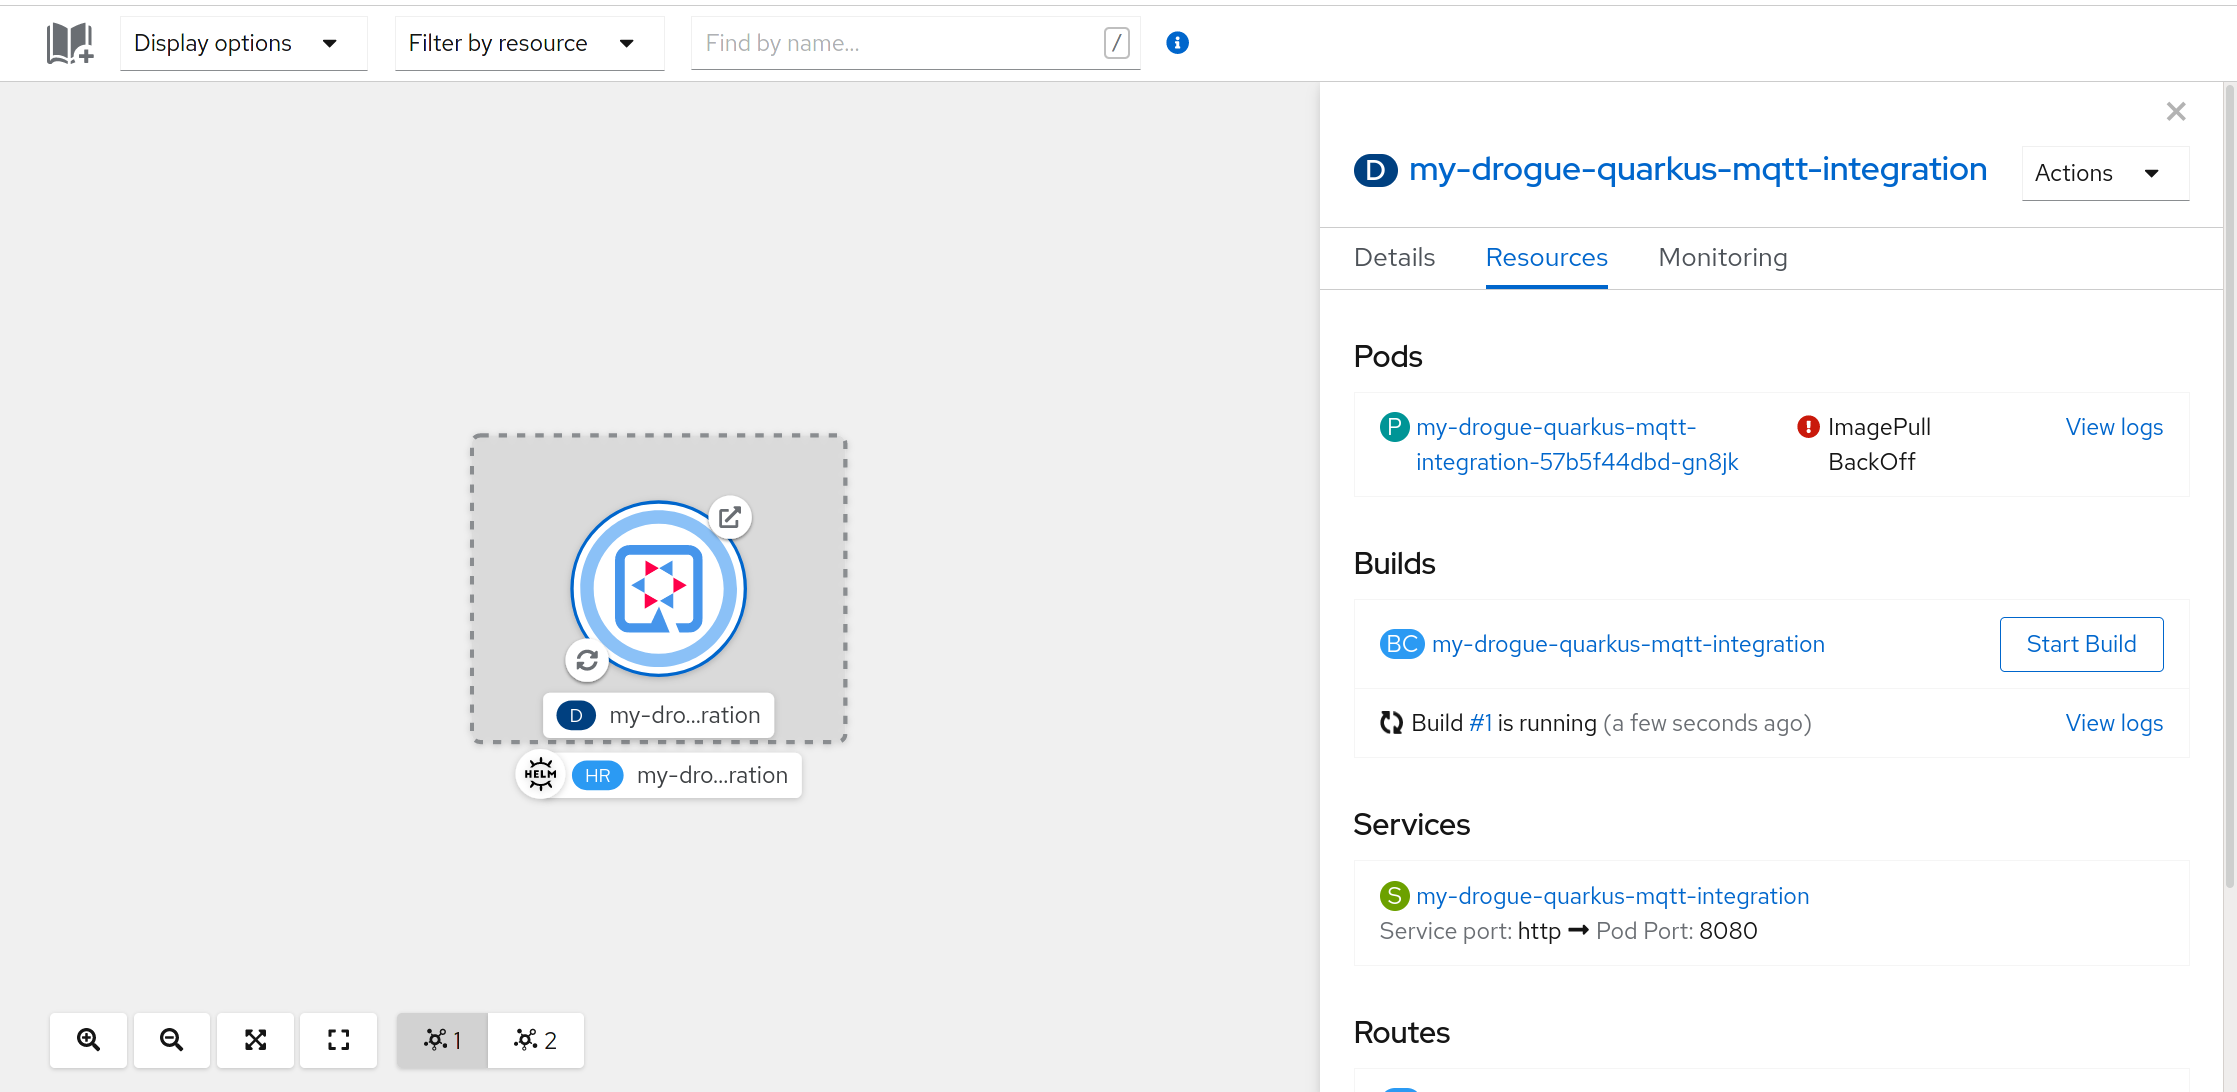 Display options
Filter by resource
Find by name...
/
D my-drogue-quarkus-mqtt-integration
Actions
Details Resources Monitoring
Pods
P my-drogue-quarkus-mqtt-
integration-57b5f44dbd-gn8jk
ImagePull
BackOff
View logs
Builds
BC my-drogue-quarkus-mqtt-integration
Start Build
Build #1 is running (a few seconds ago)
View logs
Services
S my-drogue-quarkus-mqtt-integration
Service port: http → Pod Port: 8080
Routes
D my-dro...ration
HELM HR my-dro...ration
1
2